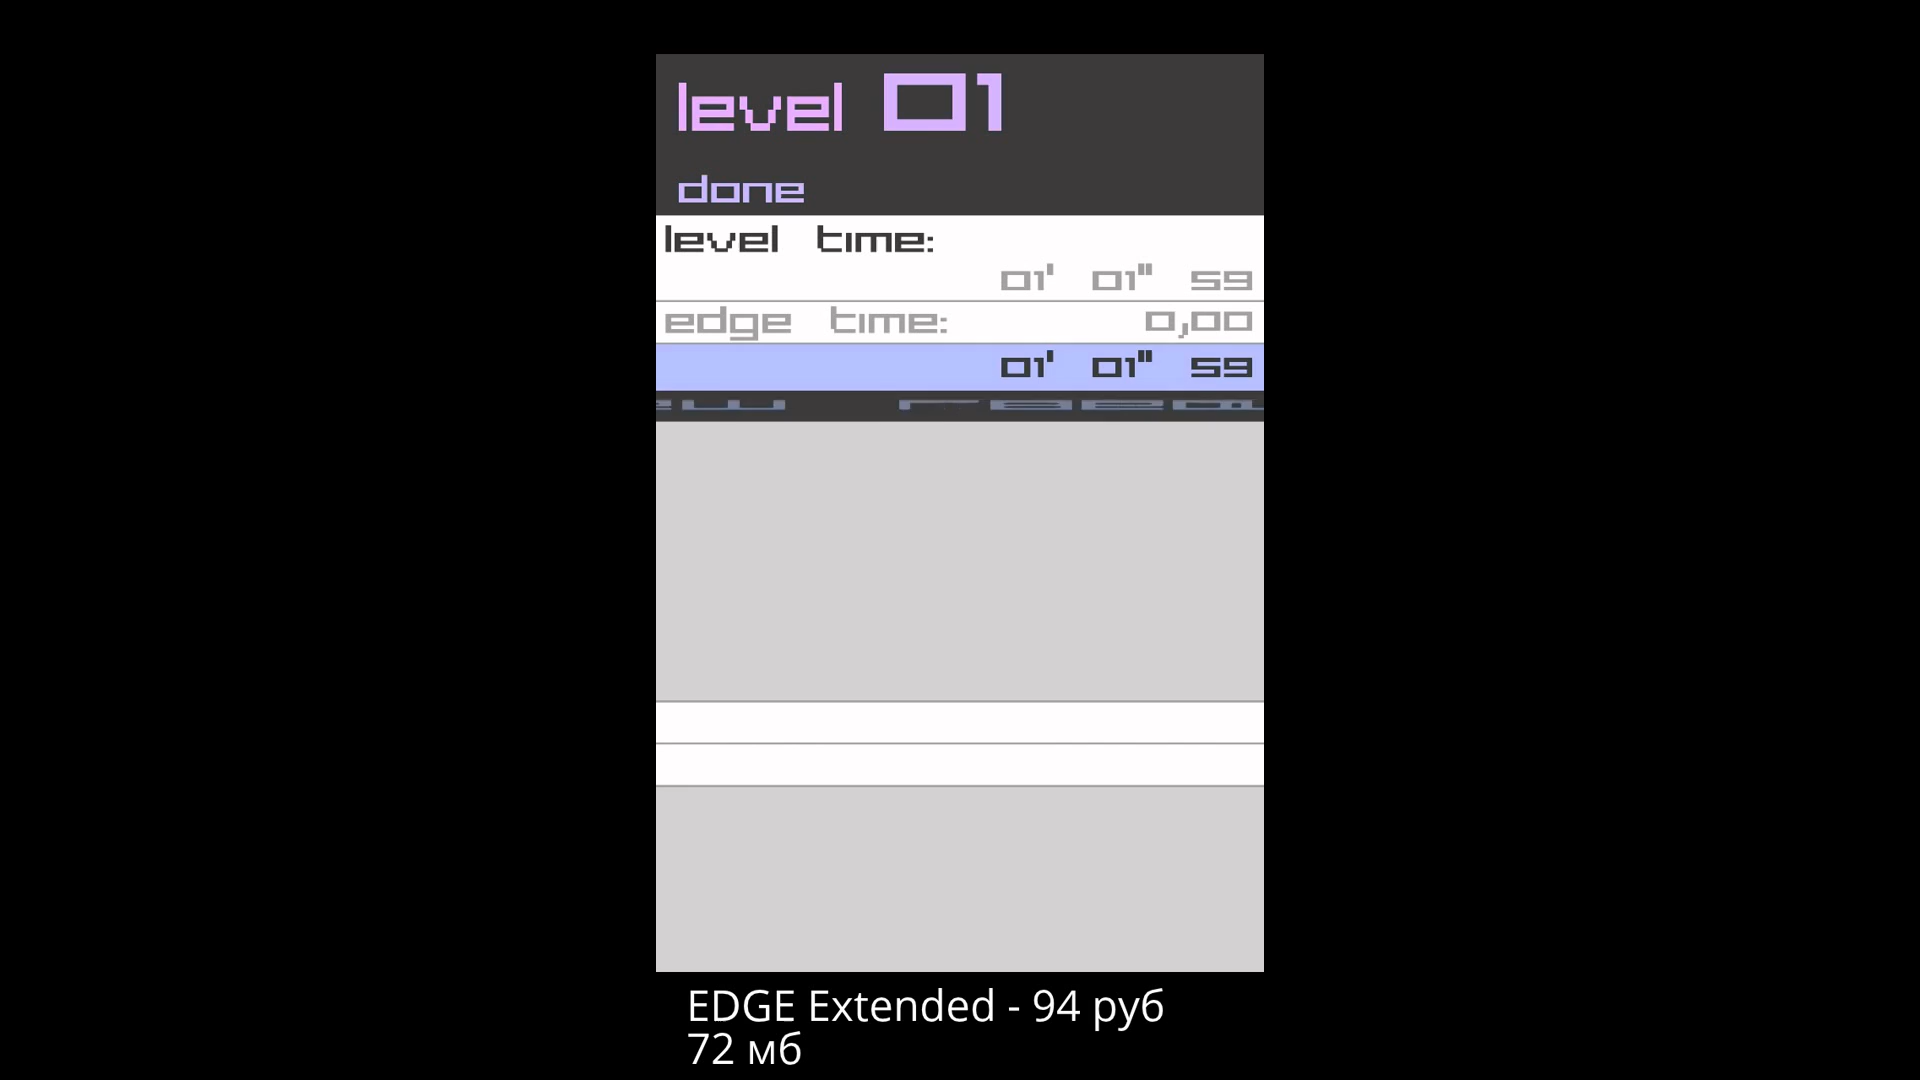 level 01
done
level time:
01' 01" 59
edge time: 0,00
01' 01" 59
EDGE Extended - 94 руб
72 мб